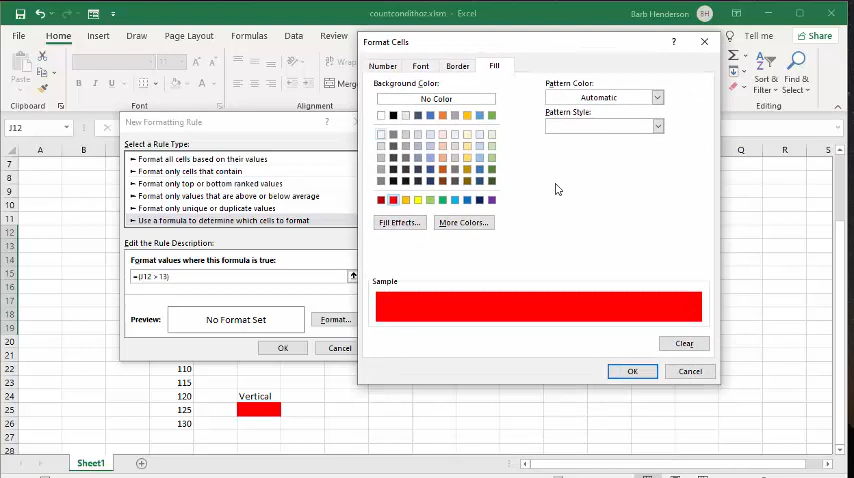 countcondithoz.xlsm - Excel
Barb Henderson
BH
File Home Insert Draw Page Layout Formulas Data Tell me Share
Paste
Merge
Sort & Filter
Find & Select
Clipboard
Alignment
Editing
J12
New Formatting Rule
?
Select a Rule Type:
► Format all cells based on their values
► Format only cells that contain
► Format only top or bottom ranked values
► Format only values that are above or below average
► Format only unique or duplicate values
► Use a formula to determine which cells to format
Edit the Rule Description:
Format values where this formula is true:
=(J12 > 13)
Preview:
No Format Set
Format...
OK
Cancel
Format Cells
?
Number Font Border Fill
Background Color:
No Color
Fill Effects...
More Colors...
Pattern Color:
Automatic
Pattern Style:
Sample
Clear
OK
Cancel
A B Q R S
7
8
9
10
11
12
13
14
15
16
17
18
19
20
21 110
22
23 115
24 120 Vertical
25 125
26 130
27
28
Sheet1